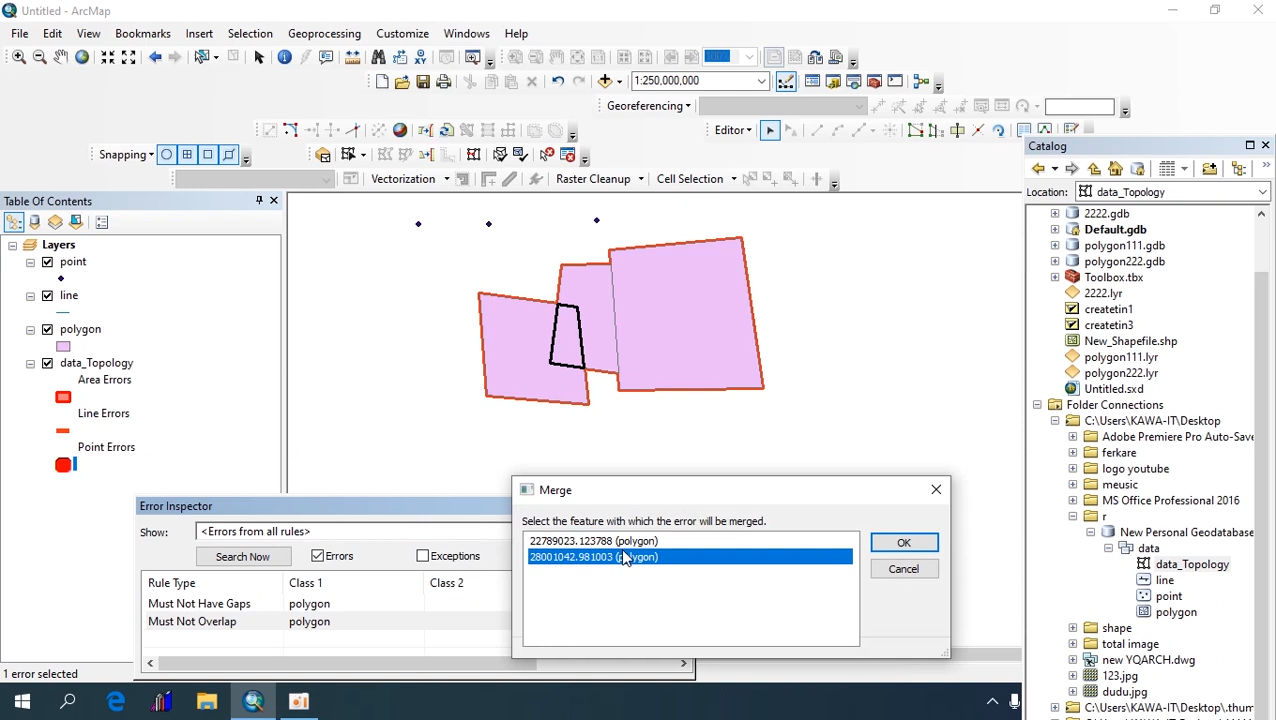 Untitled - ArcMap
File Edit View Bookmarks Insert Selection Geoprocessing Customize Windows Help
1:250,000,000
Georeferencing
Editor
Snapping
Vectorization Raster Cleanup Cell Selection
Table Of Contents
Layers
point
line
polygon
data_Topology
Area Errors
Line Errors
Point Errors
Error Inspector
Show: <Errors from all rules>
Search Now Errors Exceptions
Rule Type Class 1 Class 2
Must Not Have Gaps polygon
Must Not Overlap polygon
1 error selected
Merge
Select the feature with which the error will be merged.
22789023.123788 (polygon)
28001042.981003 (polygon)
OK
Cancel
Catalog
Location: data_Topology
2222.gdb
Default.gdb
polygon111.gdb
polygon222.gdb
Toolbox.tbx
2222.lyr
createtin1
createtin3
New_Shapefile.shp
polygon111.lyr
polygon222.lyr
Untitled.sxd
Folder Connections
C:\Users\KAWA-IT\Desktop
Adobe Premiere Pro Auto-Save
ferkare
logo youtube
meusic
MS Office Professional 2016
r
New Personal Geodatabase
data
data_Topology
line
point
polygon
shape
total image
new YQARCH.dwg
123.jpg
dudu.jpg
C:\Users\KAWA-IT\Desktop\.thum